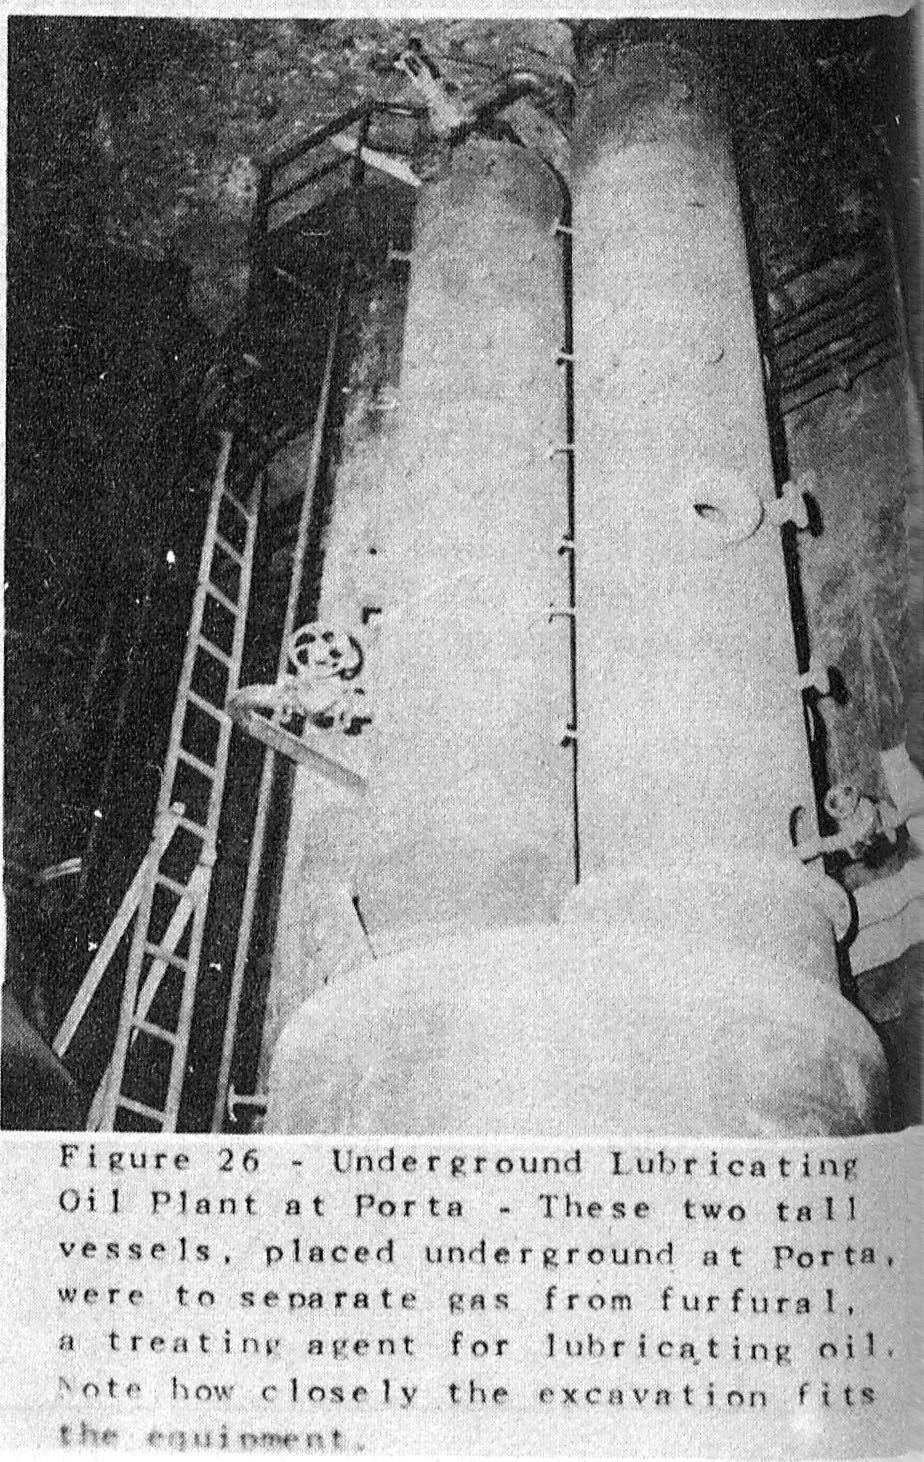 Figure 26 - Underground Lubricating
Oil Plant at Porta - These two tall
vessels, placed underground at Porta,
were to separate gas from furfural,
a treating agent for lubricating oil.
Note how closely the excavation fits
the equipment.